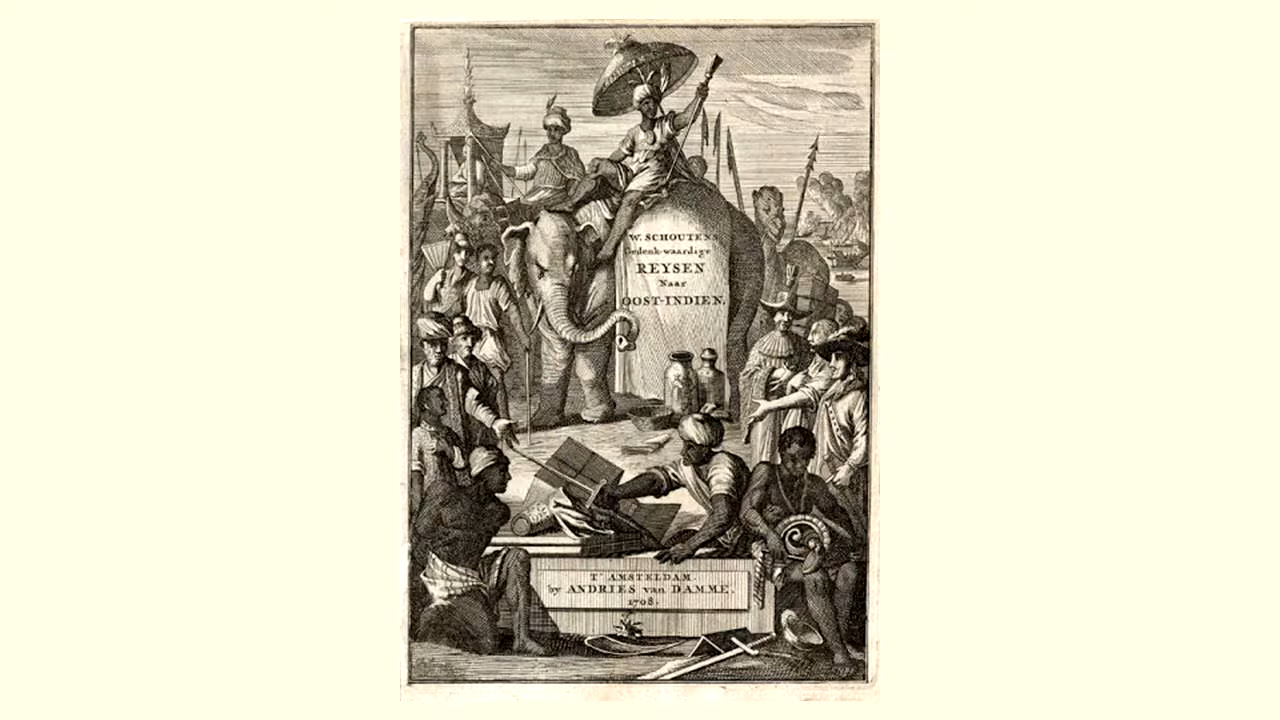 W. SCHOUTENS
Gedenk-waardige
REYSEN
Naar
OOST-INDIEN.
T' AMSTELDAM.
by ANDRIES van DAMME.
1708.